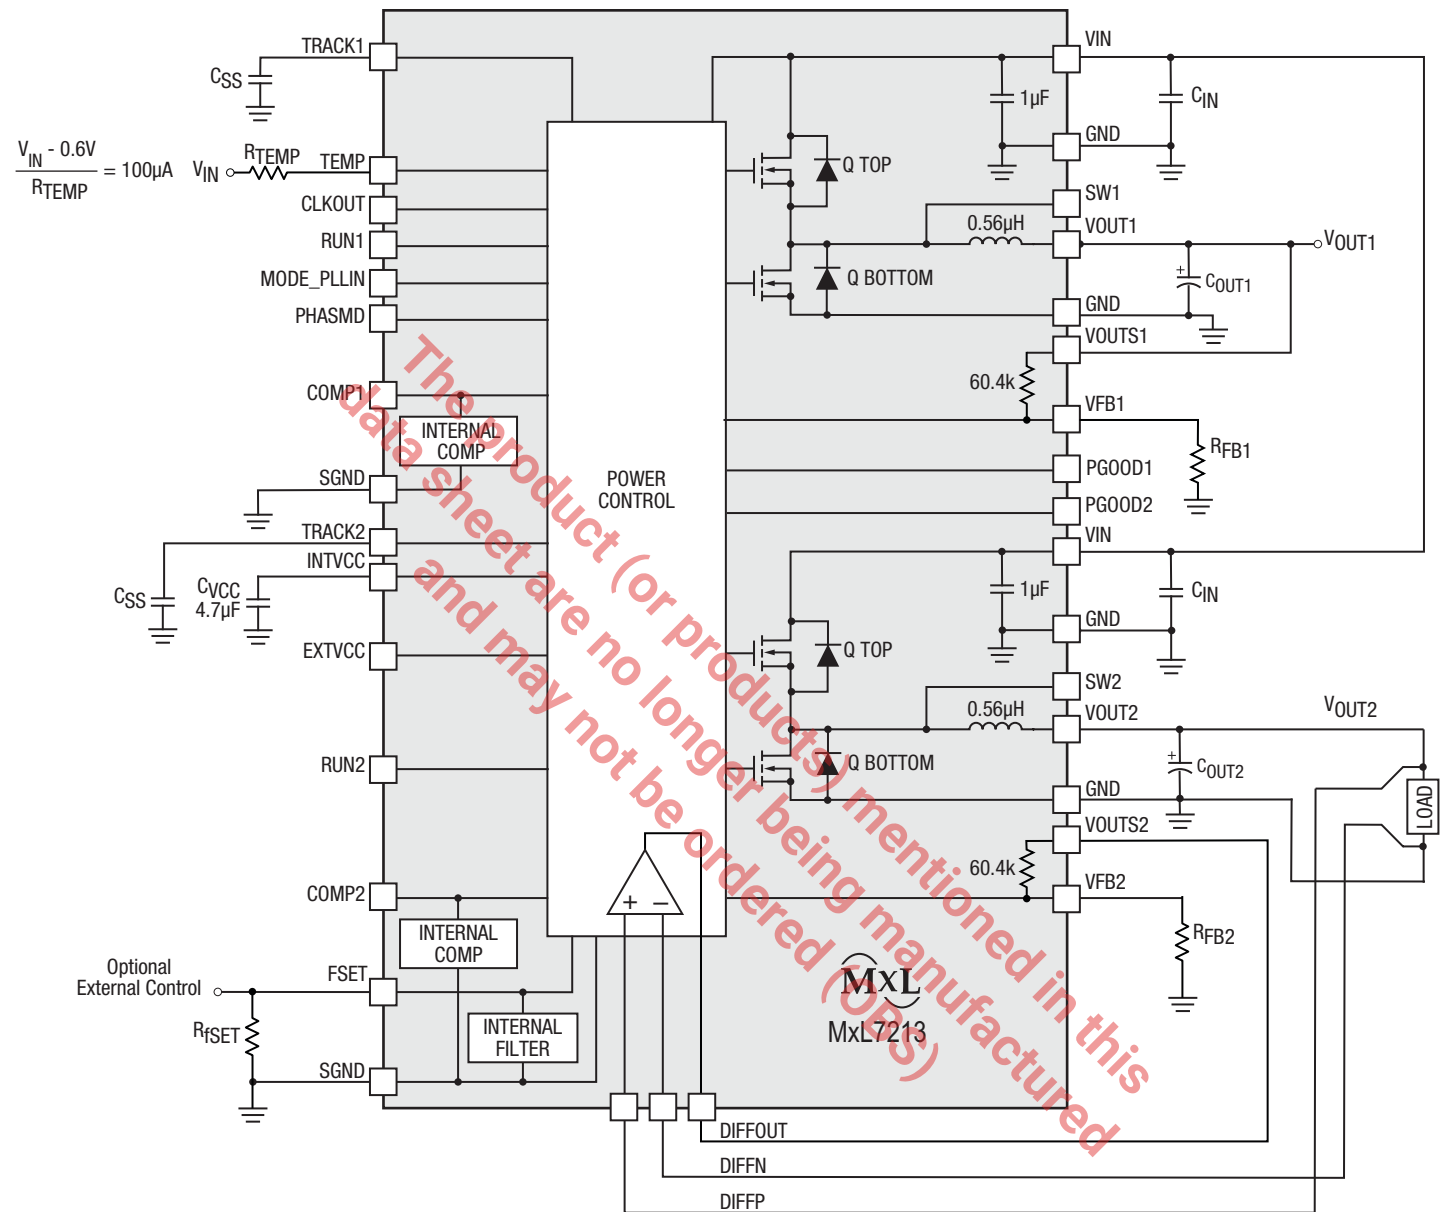 TRACK1
CSS
VIN - 0.6V
RTEMP
= 100µA
VIN
RTEMP
TEMP
CLKOUT
RUN1
MODE_PLLIN
PHASMD
COMP1
INTERNAL
COMP
SGND
TRACK2
INTVCC
CSS
CVCC
4.7µF
EXTVCC
RUN2
COMP2
INTERNAL
COMP
Optional
External Control
FSET
RfSET
INTERNAL
FILTER
SGND
POWER
CONTROL
+ −
VIN
1µF
CIN
GND
Q TOP
SW1
0.56µH
VOUT1
VOUT1
Q BOTTOM
+
COUT1
GND
VOUTS1
60.4k
VFB1
RFB1
PGOOD1
PGOOD2
VIN
1µF
CIN
GND
Q TOP
SW2
0.56µH
VOUT2
VOUT2
Q BOTTOM
+
COUT2
LOAD
GND
VOUTS2
60.4k
VFB2
RFB2
MxL
MxL7213
DIFFOUT
DIFFN
DIFFP
The product (or products) mentioned in this
data sheet are no longer being manufactured
and may not be ordered (OBS)